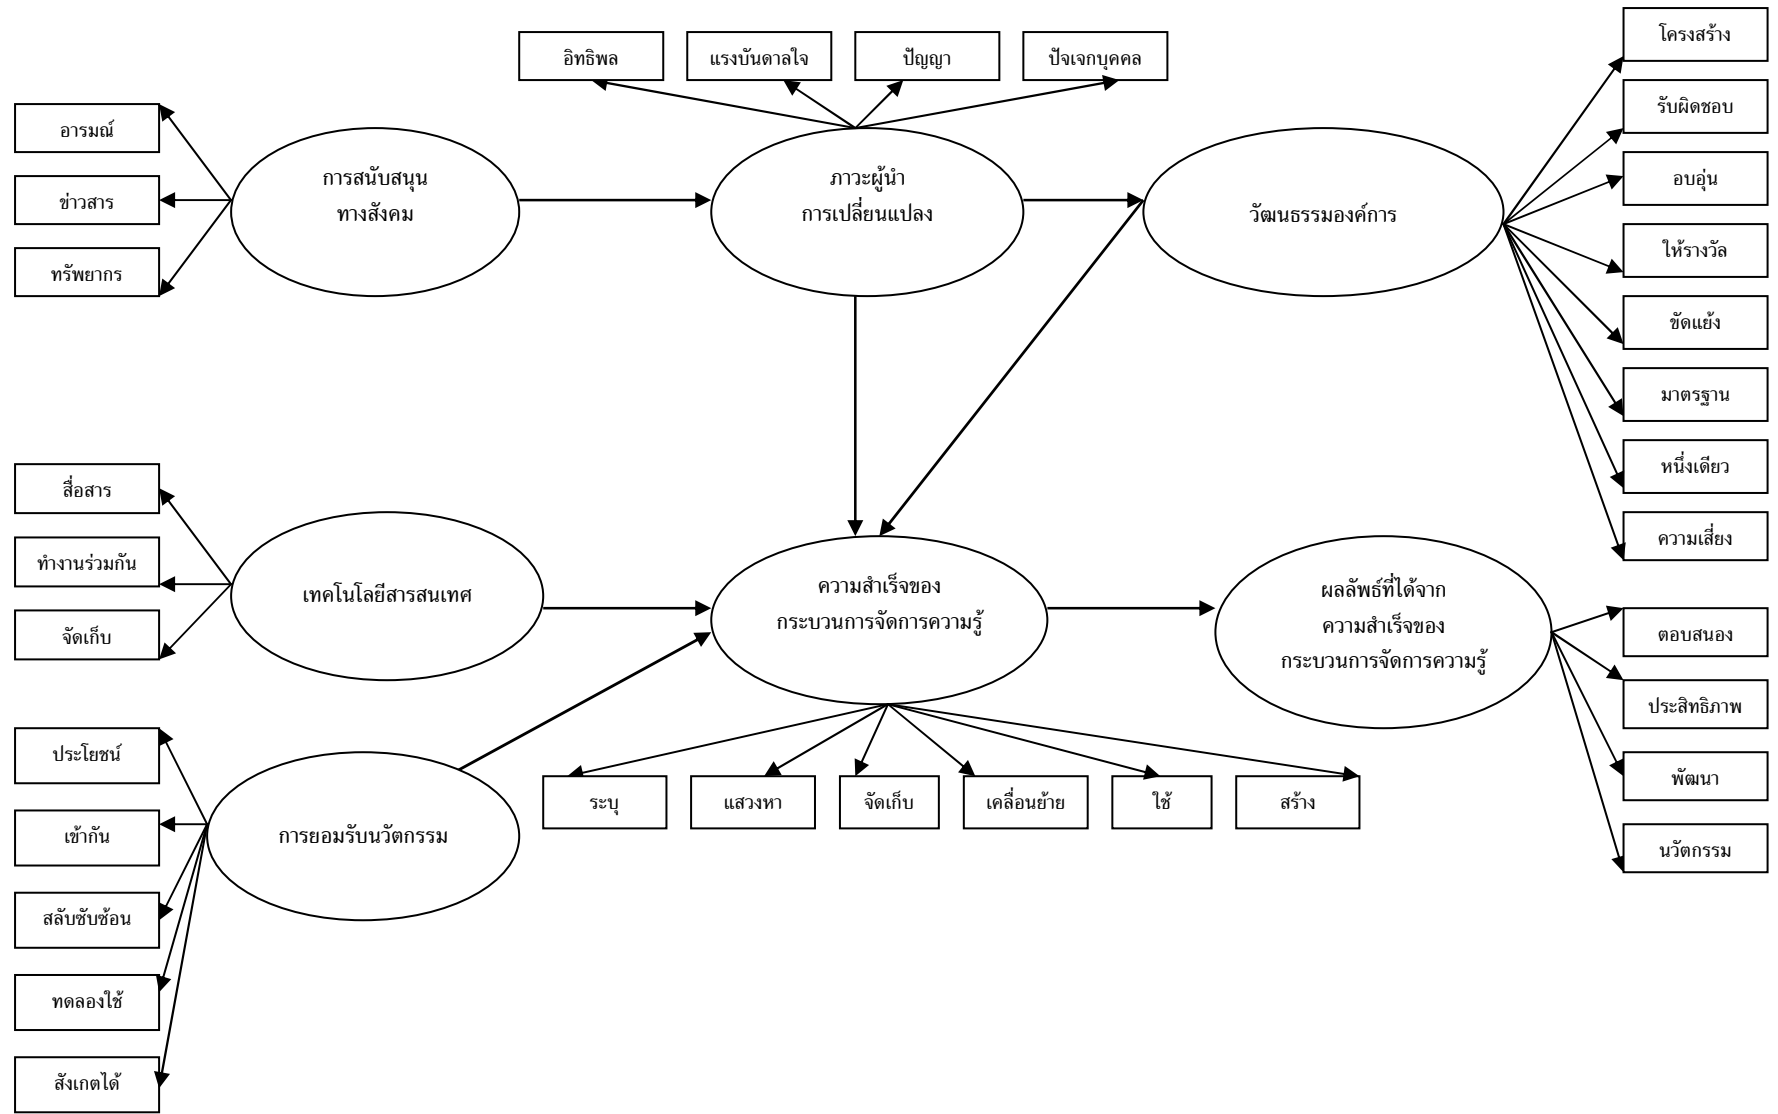 อิทธิพล
แรงบันดาลใจ
ปัญญา
ปัจเจกบุคคล
โครงสร้าง
รับผิดชอบ
อบอุ่น
ให้รางวัล
ขัดแย้ง
มาตรฐาน
หนึ่งเดียว
ความเสี่ยง
อารมณ์
ข่าวสาร
ทรัพยากร
การสนับสนุน
ทางสังคม
ภาวะผู้นำ
การเปลี่ยนแปลง
วัฒนธรรมองค์การ
สื่อสาร
ทำงานร่วมกัน
จัดเก็บ
เทคโนโลยีสารสนเทศ
ความสำเร็จของ
กระบวนการจัดการความรู้
ผลลัพธ์ที่ได้จาก
ความสำเร็จของ
กระบวนการจัดการความรู้
ตอบสนอง
ประสิทธิภาพ
พัฒนา
นวัตกรรม
ประโยชน์
เข้ากัน
สลับซับซ้อน
ทดลองใช้
สังเกตได้
การยอมรับนวัตกรรม
ระบุ
แสวงหา
จัดเก็บ
เคลื่อนย้าย
ใช้
สร้าง